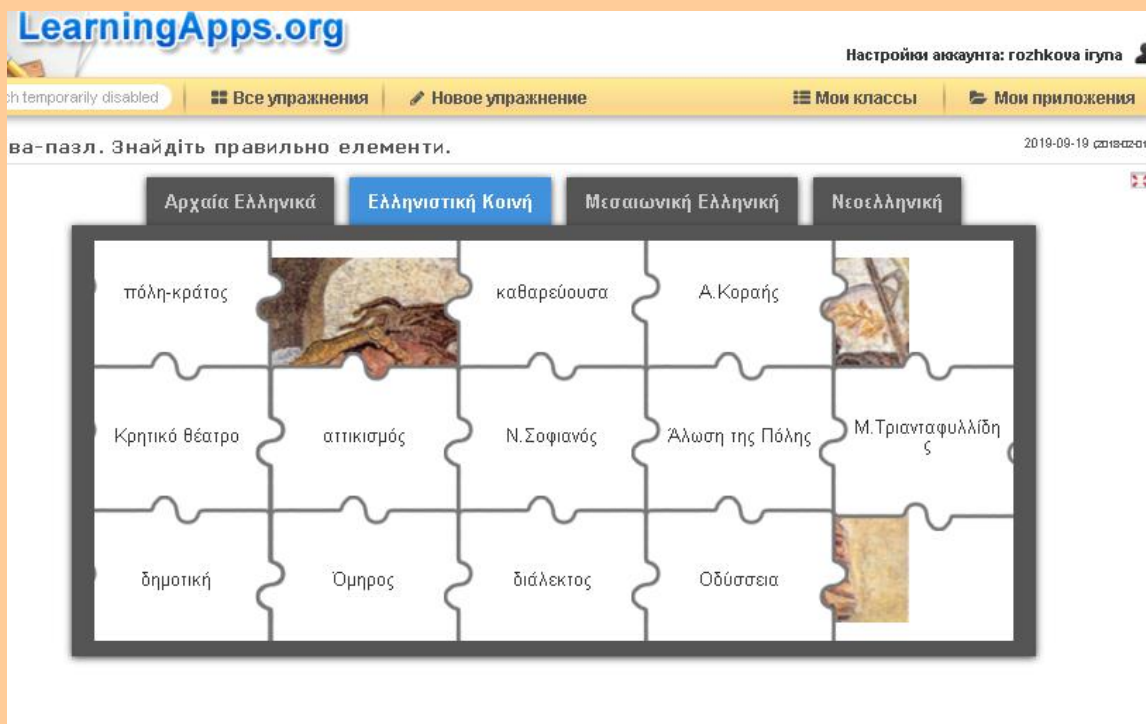 LearningApps.org
Настройки аккаунта: rozhkova iryna
ch temporarily disabled
Все упражнения
Новое упражнение
Мои классы
Мои приложения
ва-пазл. Знайдіть правильно елементи.
2019-09-19
Αρχαία Ελληνικά
Ελληνιστική Κοινή
Μεσαιωνική Ελληνική
Νεοελληνική
πόλη-κράτος
καθαρεύουσα
Α.Κοραής
Κρητικό θέατρο
αττικισμός
Ν.Σοφιανός
Άλωση της Πόλης
Μ.Τριανταφυλλίδη
ς
δημοτική
Όμηρος
διάλεκτος
Οδύσσεια